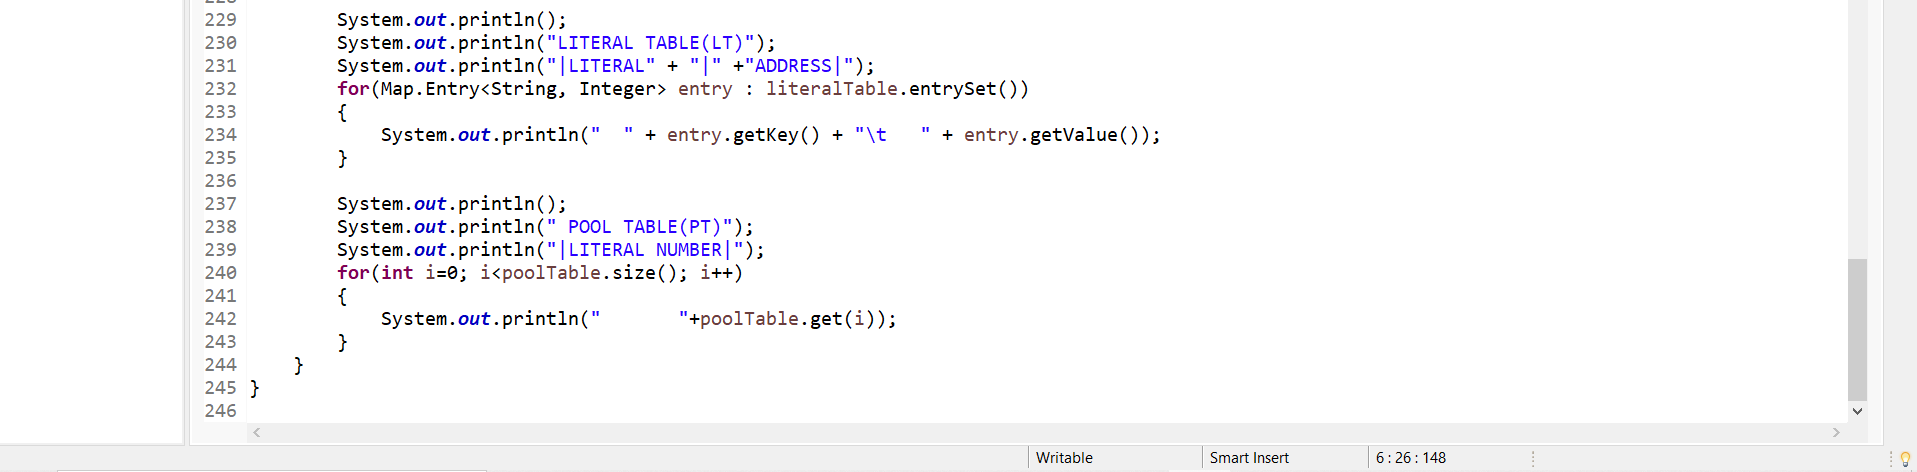 229 System.out.println();
230 System.out.println("LITERAL TABLE(LT)");
231 System.out.println("|LITERAL" + "|" +"ADDRESS|");
232 for(Map.Entry<String, Integer> entry : literalTable.entrySet())
233 {
234 System.out.println("  " + entry.getKey() + "\t   " + entry.getValue());
235 }
236
237 System.out.println();
238 System.out.println(" POOL TABLE(PT)");
239 System.out.println("|LITERAL NUMBER|");
240 for(int i=0; i<poolTable.size(); i++)
241 {
242 System.out.println("       "+poolTable.get(i));
243 }
244 }
245 }
246
Writable Smart Insert 6 : 26 : 148